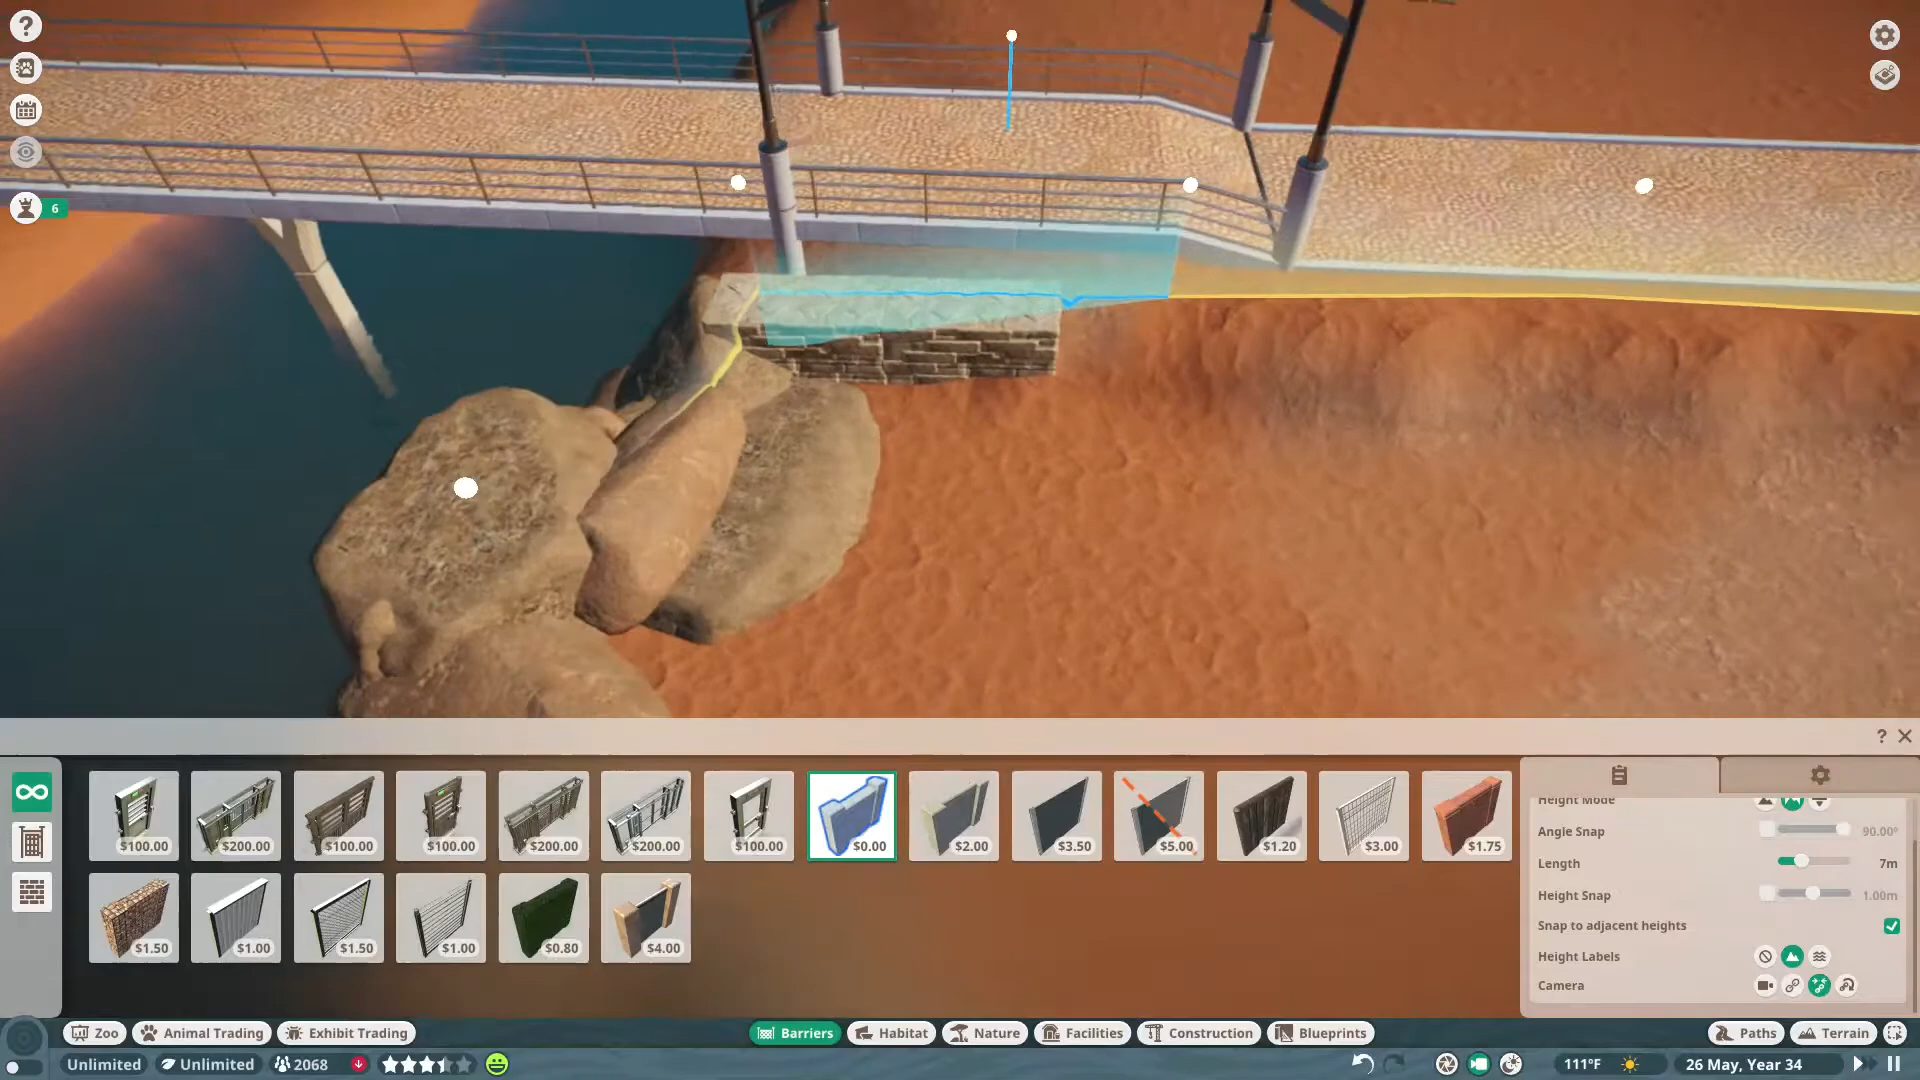 ?
6
? ×
$100.00 $200.00 $100.00 $100.00 $200.00 $200.00 $100.00 $0.00 $2.00 $3.50 $5.00 $1.20 $3.00 $1.75
$1.50 $1.00 $1.50 $1.00 $0.80 $4.00
Height Mode
Angle Snap 90.00°
Length 7m
Height Snap 1.00m
Snap to adjacent heights
Height Labels
Camera
Zoo Animal Trading Exhibit Trading Barriers Habitat Nature Facilities Construction Blueprints Paths Terrain
Unlimited Unlimited 2068 111°F 26 May, Year 34